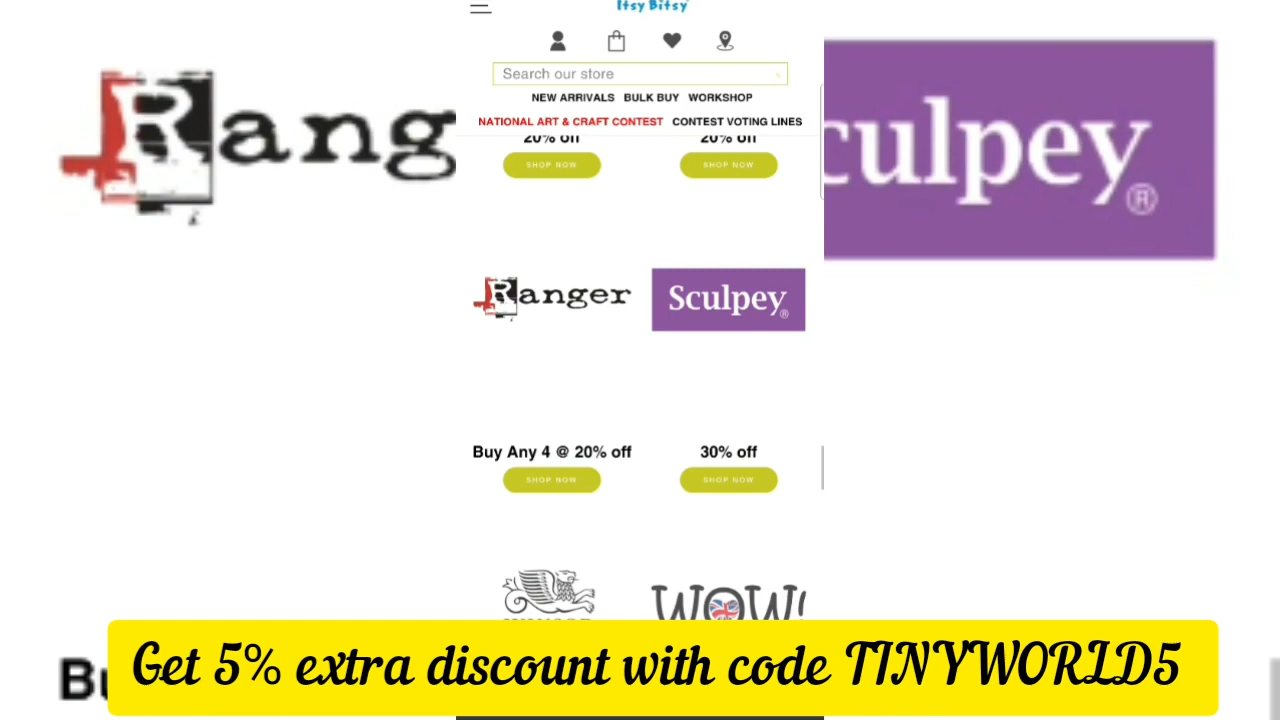 Itsy Bitsy
Search our store
NEW ARRIVALS BULK BUY WORKSHOP
NATIONAL ART & CRAFT CONTEST CONTEST VOTING LINES
20% off 20% off
SHOP NOW SHOP NOW
Rang
culpey®
Ranger Sculpey®
Buy Any 4 @ 20% off 30% off
SHOP NOW SHOP NOW
WOW!
Get 5% extra discount with code TINYWORLD5